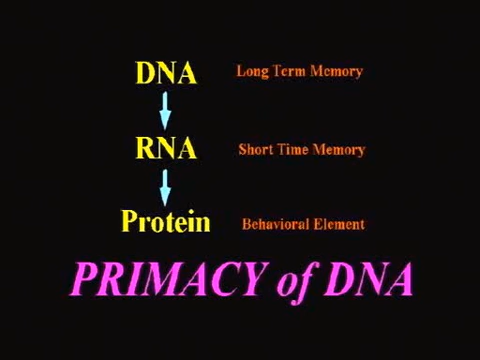 DNA Long Term Memory
RNA Short Time Memory
Protein Behavioral Element
PRIMACY of DNA